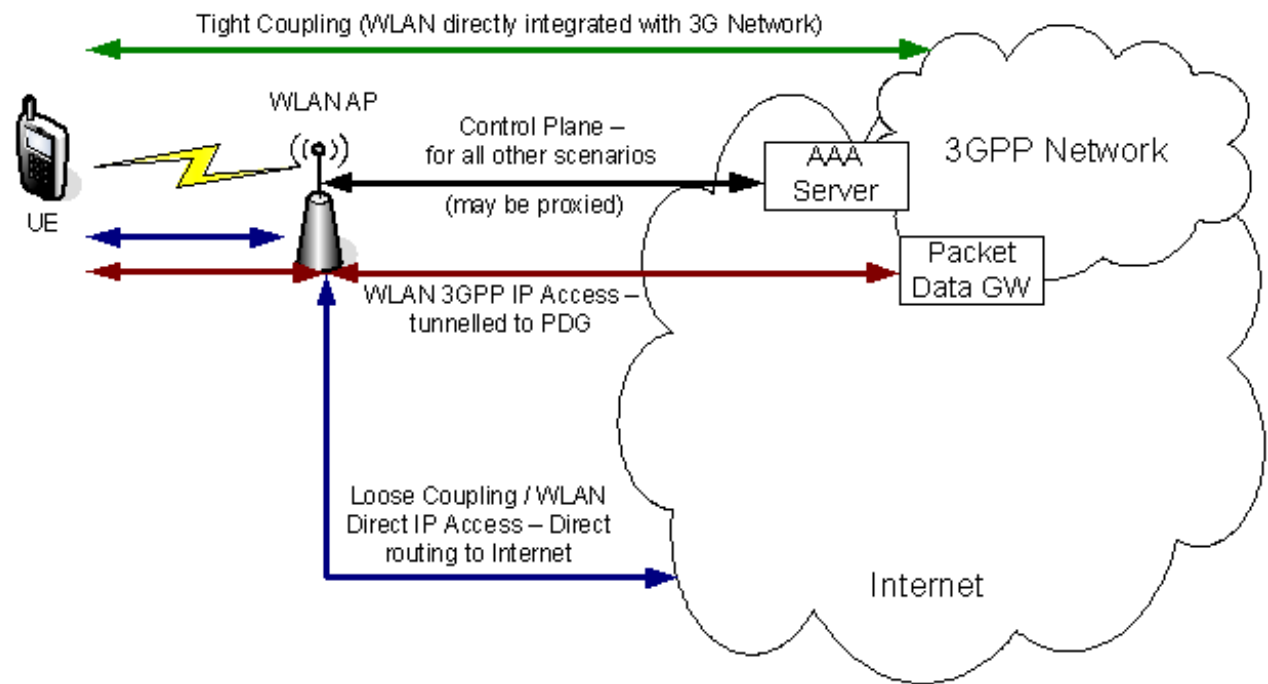 Tight Coupling (WLAN directly integrated with 3G Network)
WLAN AP
Control Plane –
for all other scenarios
(may be proxied)
AAA
Server
3GPP Network
UE
Packet
Data GW
WLAN 3GPP IP Access –
tunnelled to PDG
Loose Coupling / WLAN
Direct IP Access – Direct
routing to Internet
Internet